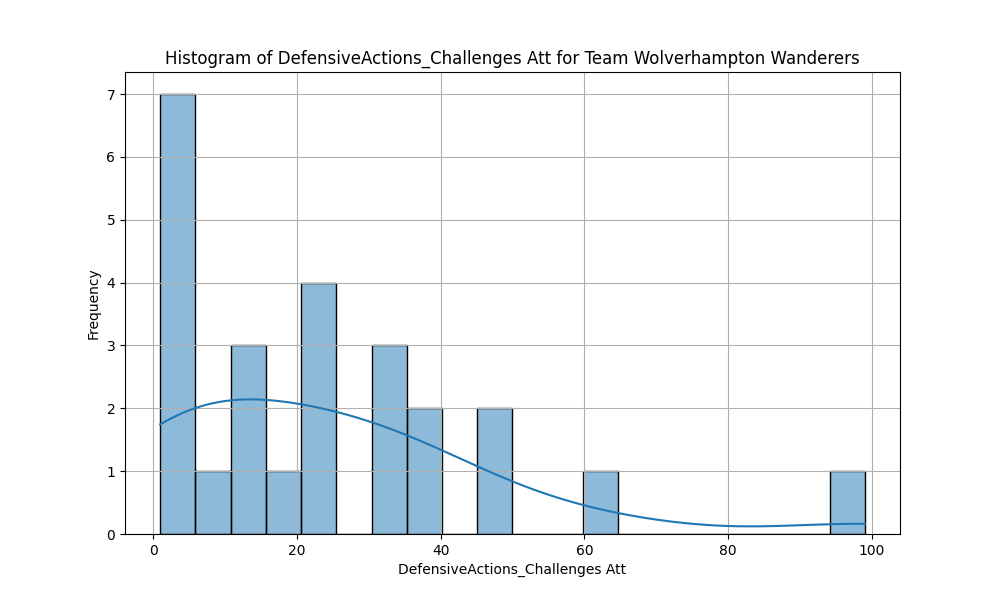 Histogram of DefensiveActions_Challenges Att for Team Wolverhampton Wanderers
7
6
5
4
3
2
1
0
Frequency
0 20 40 60 80 100
DefensiveActions_Challenges Att